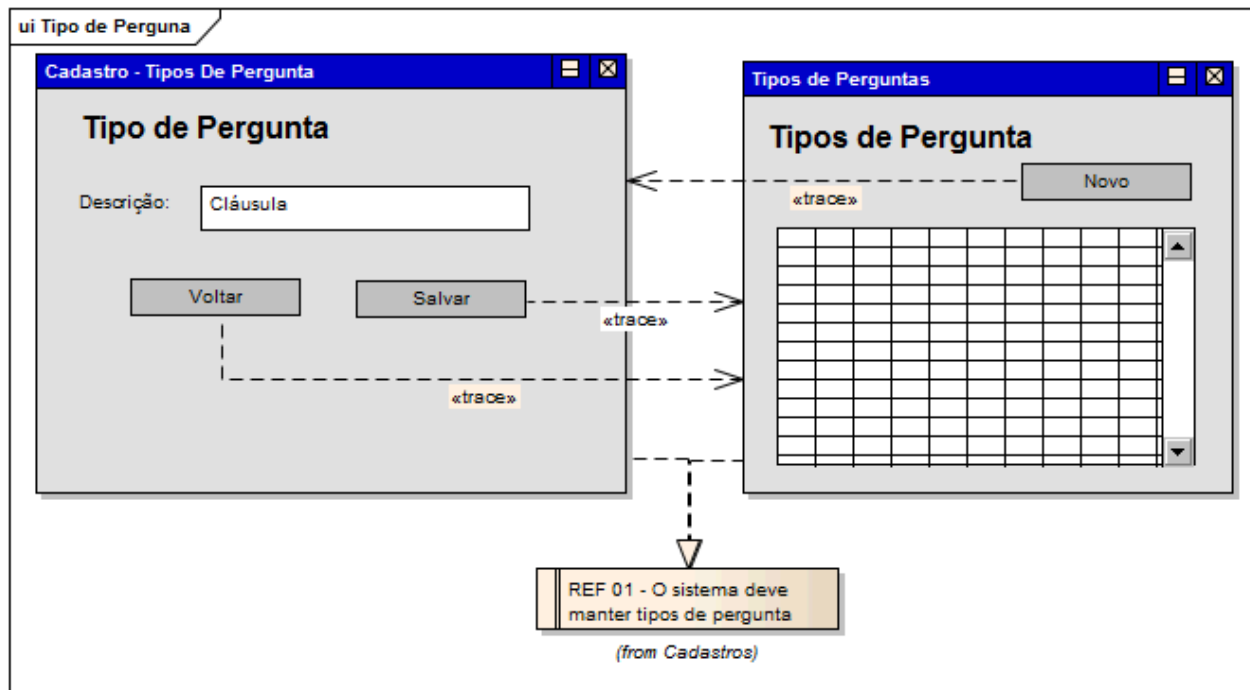 ui Tipo de Perguna
Cadastro - Tipos De Pergunta
Tipo de Pergunta
Descrição:
Cláusula
Voltar
Salvar
«trace»
«trace»
Tipos de Perguntas
Tipos de Pergunta
Novo
«trace»
REF 01 - O sistema deve
manter tipos de pergunta
(from Cadastros)